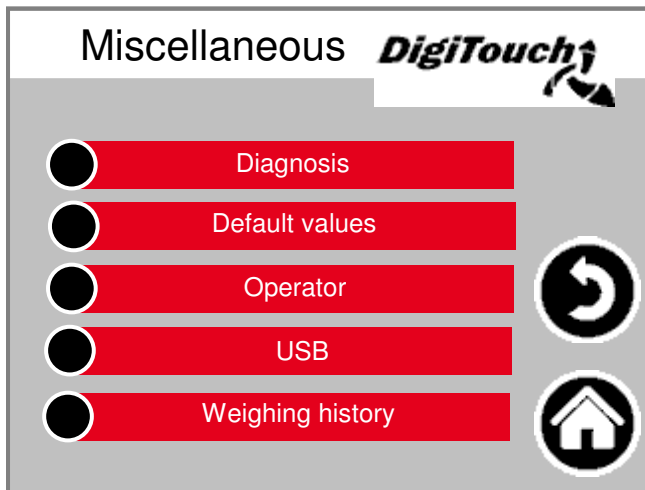 Miscellaneous
DigiTouch
Diagnosis
Default values
Operator
USB
Weighing history